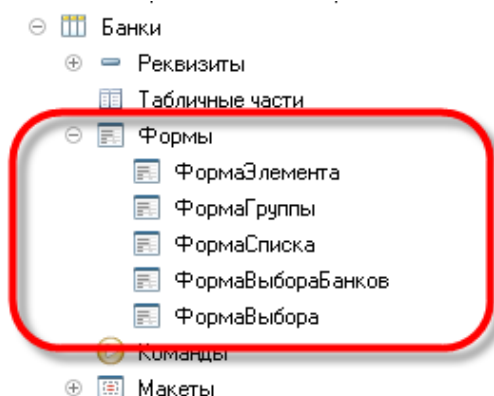 Банки
Реквизиты
Табличные части
Формы
ФормаЭлемента
ФормаГруппы
ФормаСписка
ФормаВыбораБанков
ФормаВыбора
Команды
Макеты